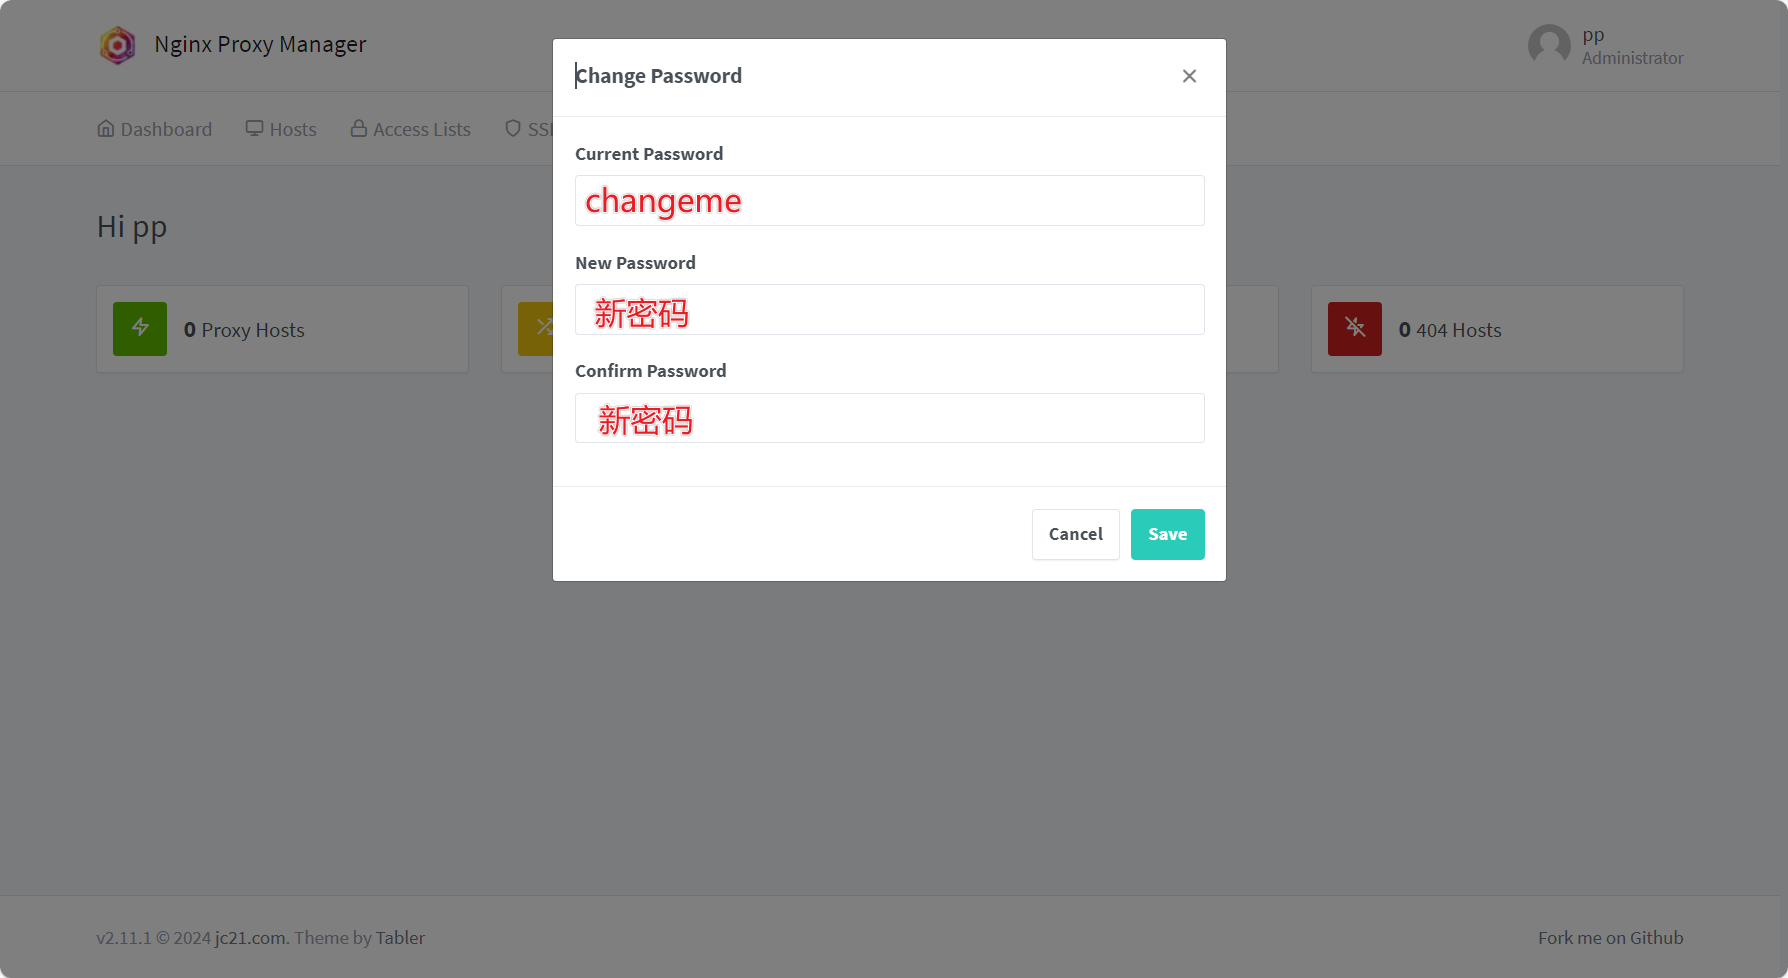 Nginx Proxy Manager
pp
Administrator
Dashboard
Hosts
Access Lists
SSL
Hi pp
0 Proxy Hosts
0 404 Hosts
Change Password
Current Password
changeme
New Password
新密码
Confirm Password
新密码
Cancel
Save
v2.11.1 © 2024 jc21.com. Theme by Tabler
Fork me on Github